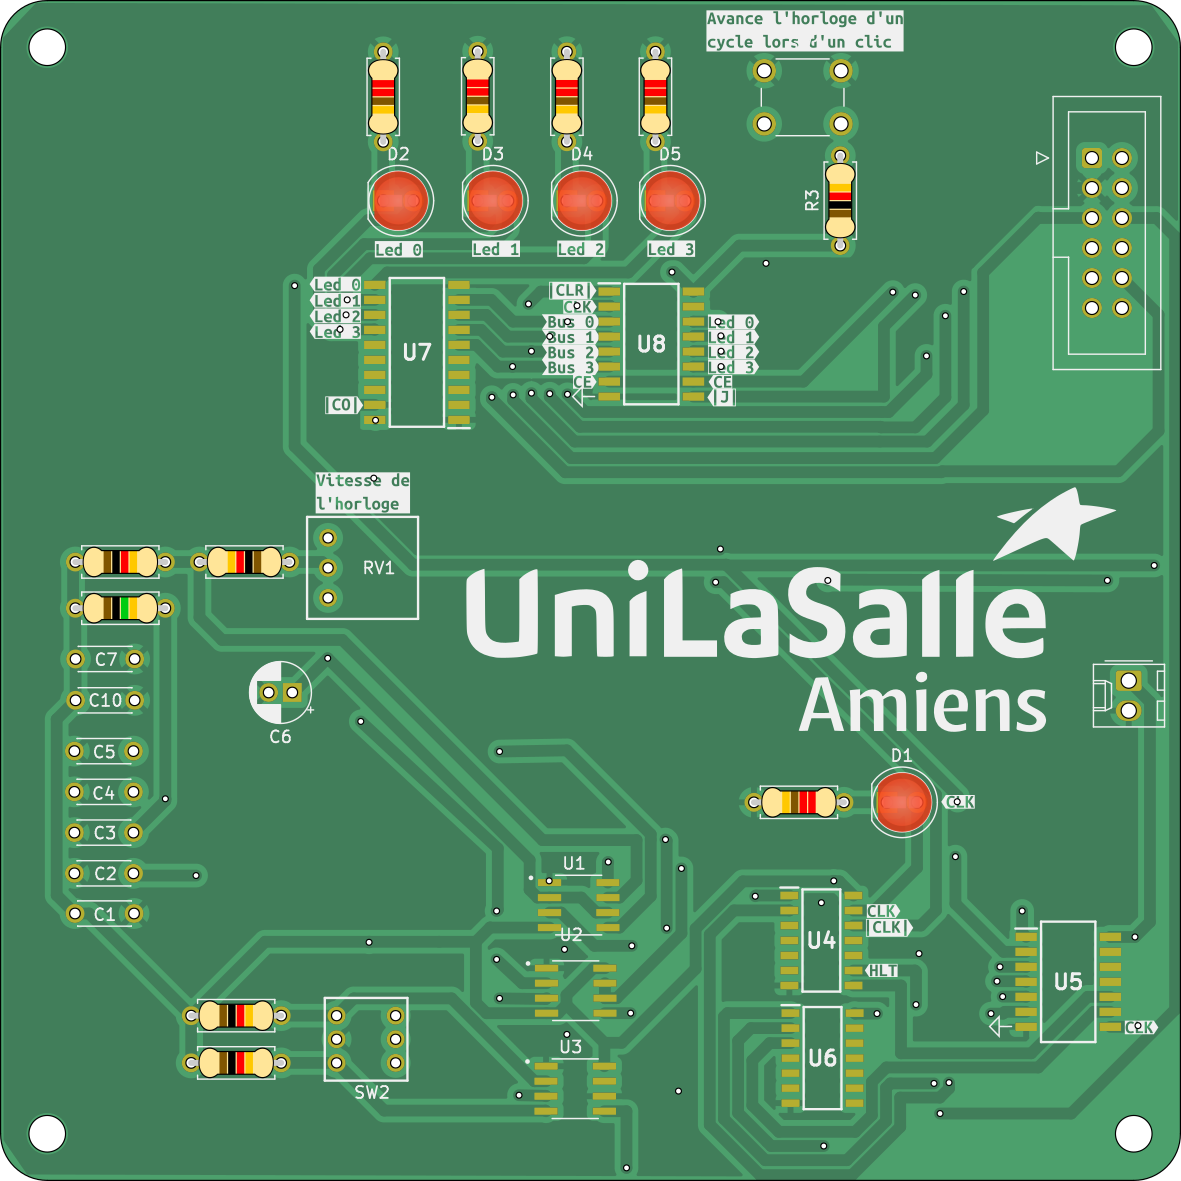 Avance l'horloge d'un
cycle lors d'un clic
D2
D3
D4
D5
R3
Led 0
Led 1
Led 2
Led 3
Led 0
Led 1
Led 2
Led 3
CO
U7
CLR
CLK
Bus 0
Bus 1
Bus 2
Bus 3
CE
U8
Led 0
Led 1
Led 2
Led 3
CE
J
Vitesse de
l'horloge
RV1
UniLaSalle
Amiens
C7
C10
C5
C4
C3
C2
C1
C6
+
D1
CLK
U1
U2
U3
U4
CLK
CLK
HLT
U5
CLK
U6
SW2